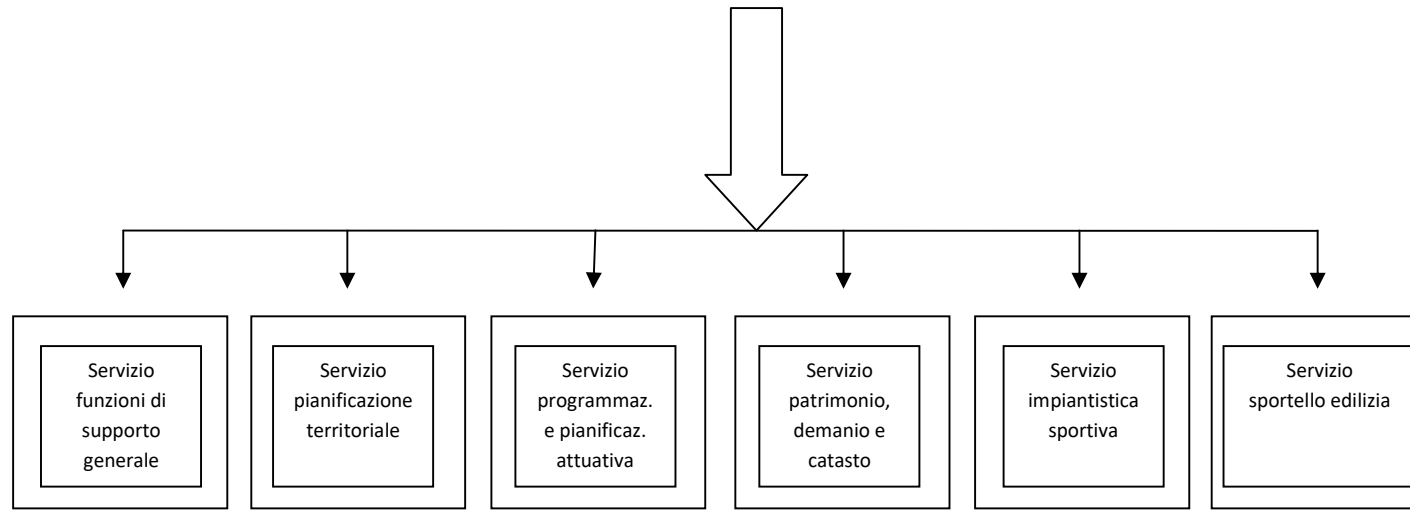 Servizio
funzioni di
supporto
generale
Servizio
pianificazione
territoriale
Servizio
programmaz.
e pianificaz.
attuativa
Servizio
patrimonio,
demanio e
catasto
Servizio
impiantistica
sportiva
Servizio
sportello edilizia